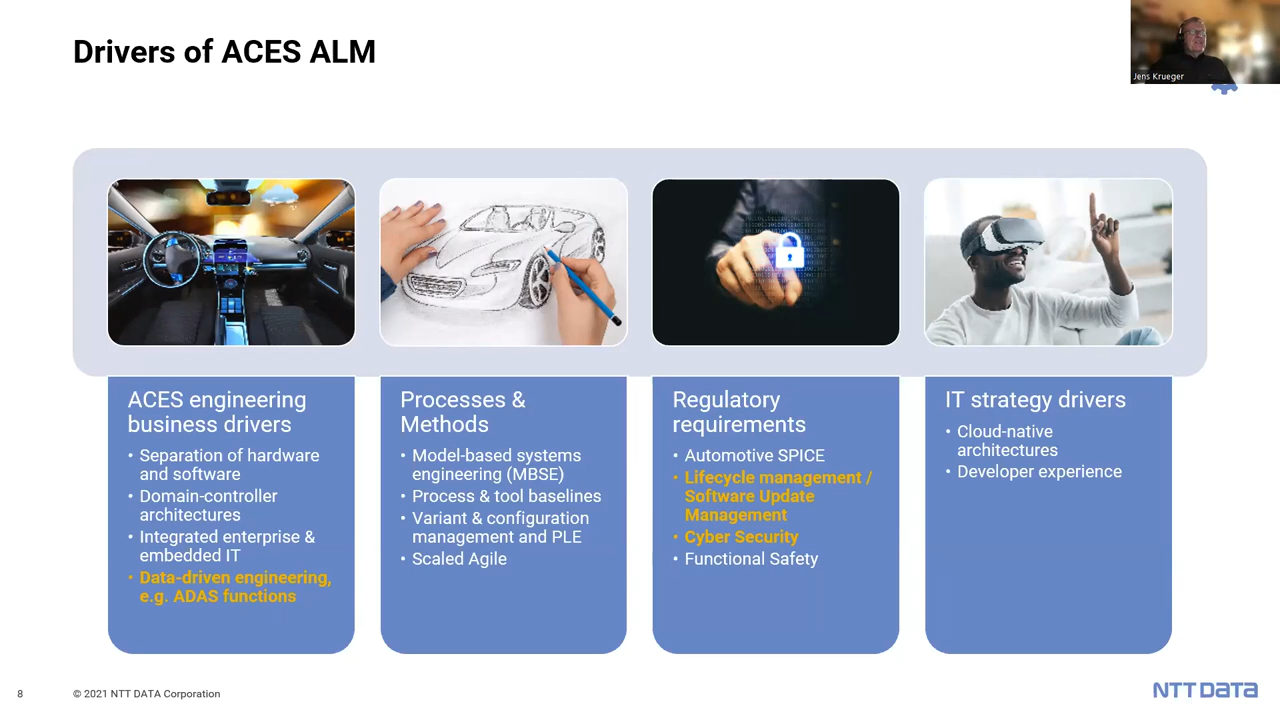 Drivers of ACES ALM
Jens Krueger
ACES engineering
business drivers
• Separation of hardware
and software
• Domain-controller
architectures
• Integrated enterprise &
embedded IT
• Data-driven engineering,
e.g. ADAS functions
Processes &
Methods
• Model-based systems
engineering (MBSE)
• Process & tool baselines
• Variant & configuration
management and PLE
• Scaled Agile
Regulatory
requirements
• Automotive SPICE
• Lifecycle management /
Software Update
Management
• Cyber Security
• Functional Safety
IT strategy drivers
• Cloud-native
architectures
• Developer experience
8
© 2021 NTT DATA Corporation
NTT DATA